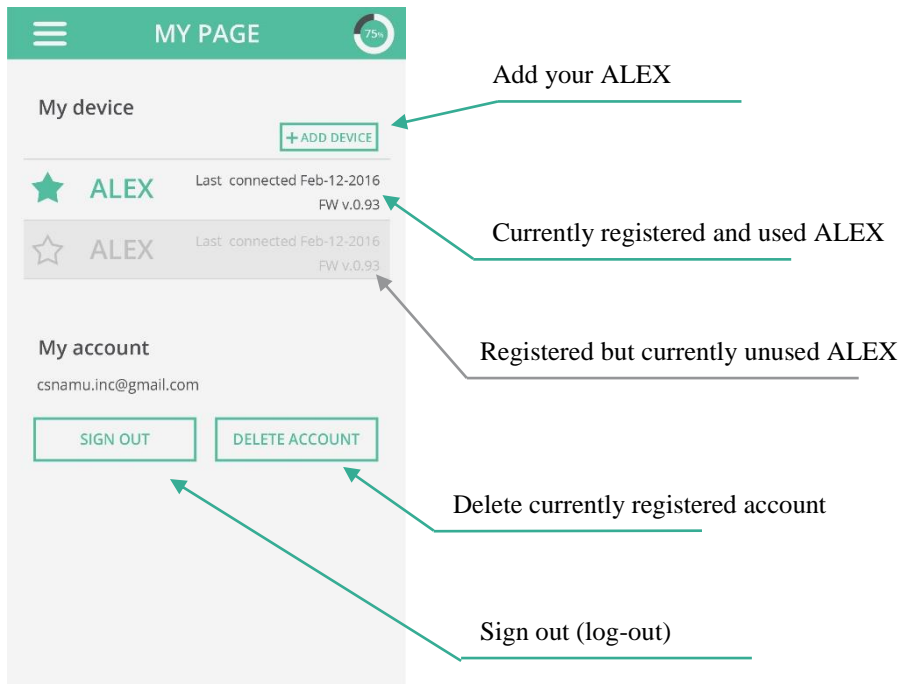 MY PAGE
75%
Add your ALEX
My device
+ ADD DEVICE
ALEX
Last connected Feb-12-2016
FW v.0.93
Currently registered and used ALEX
ALEX
Last connected Feb-12-2016
FW v.0.93
Registered but currently unused ALEX
My account
csnamu.inc@gmail.com
SIGN OUT
DELETE ACCOUNT
Delete currently registered account
Sign out (log-out)